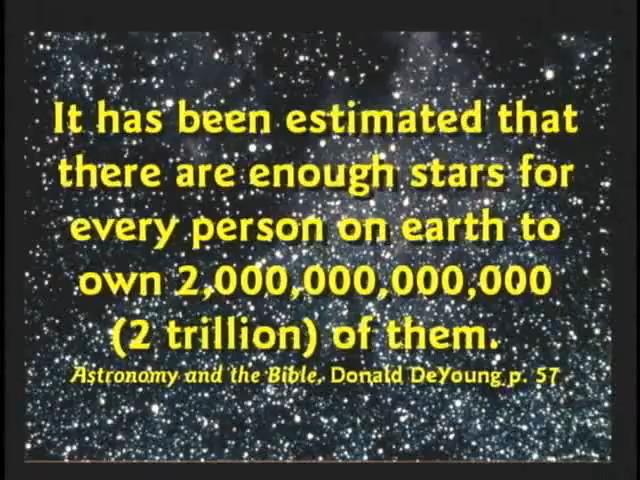 It has been estimated that
there are enough stars for
every person on earth to
own 2,000,000,000,000
(2 trillion) of them.
Astronomy and the Bible, Donald DeYoung p. 57